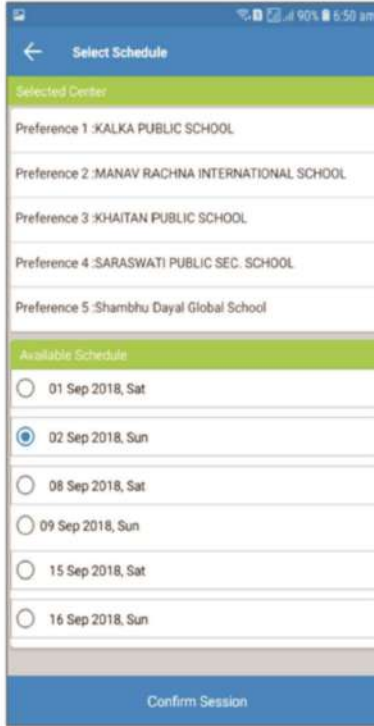 90% 6:50 am
Select Schedule
Selected Center
Preference 1 :KALKA PUBLIC SCHOOL
Preference 2 :MANAV RACHNA INTERNATIONAL SCHOOL
Preference 3 :KHAITAN PUBLIC SCHOOL
Preference 4 :SARASWATI PUBLIC SEC. SCHOOL
Preference 5 :Shambhu Dayal Global School
Available Schedule
01 Sep 2018, Sat
02 Sep 2018, Sun
08 Sep 2018, Sat
09 Sep 2018, Sun
15 Sep 2018, Sat
16 Sep 2018, Sun
Confirm Session